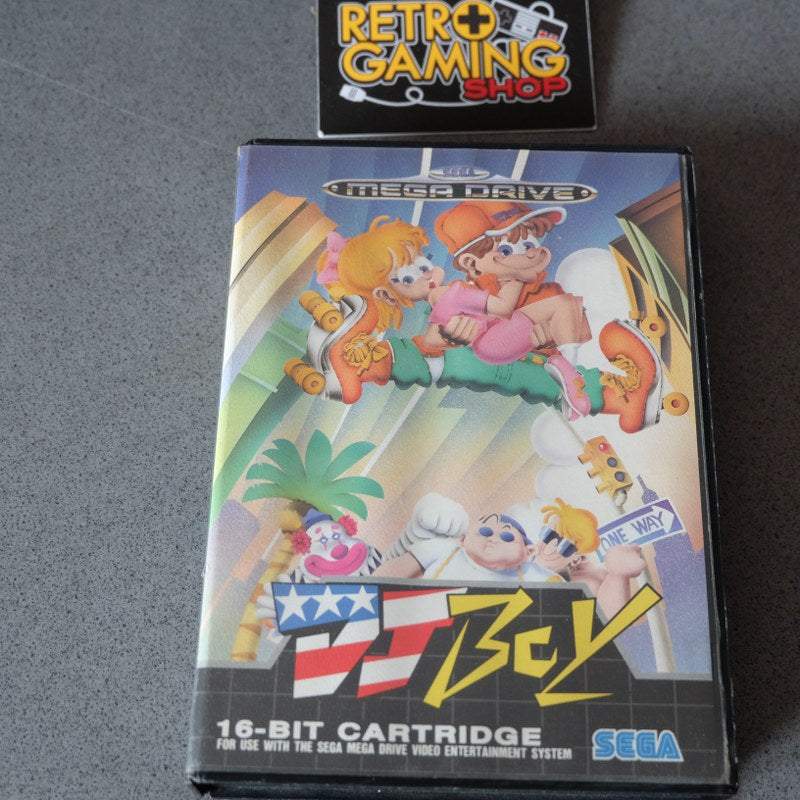 RETRO
GAMING
SHOP
SEGA
MEGA DRIVE
ONE WAY
DJ BOY
16-BIT CARTRIDGE
FOR USE WITH THE SEGA MEGA DRIVE VIDEO ENTERTAINMENT SYSTEM
SEGA